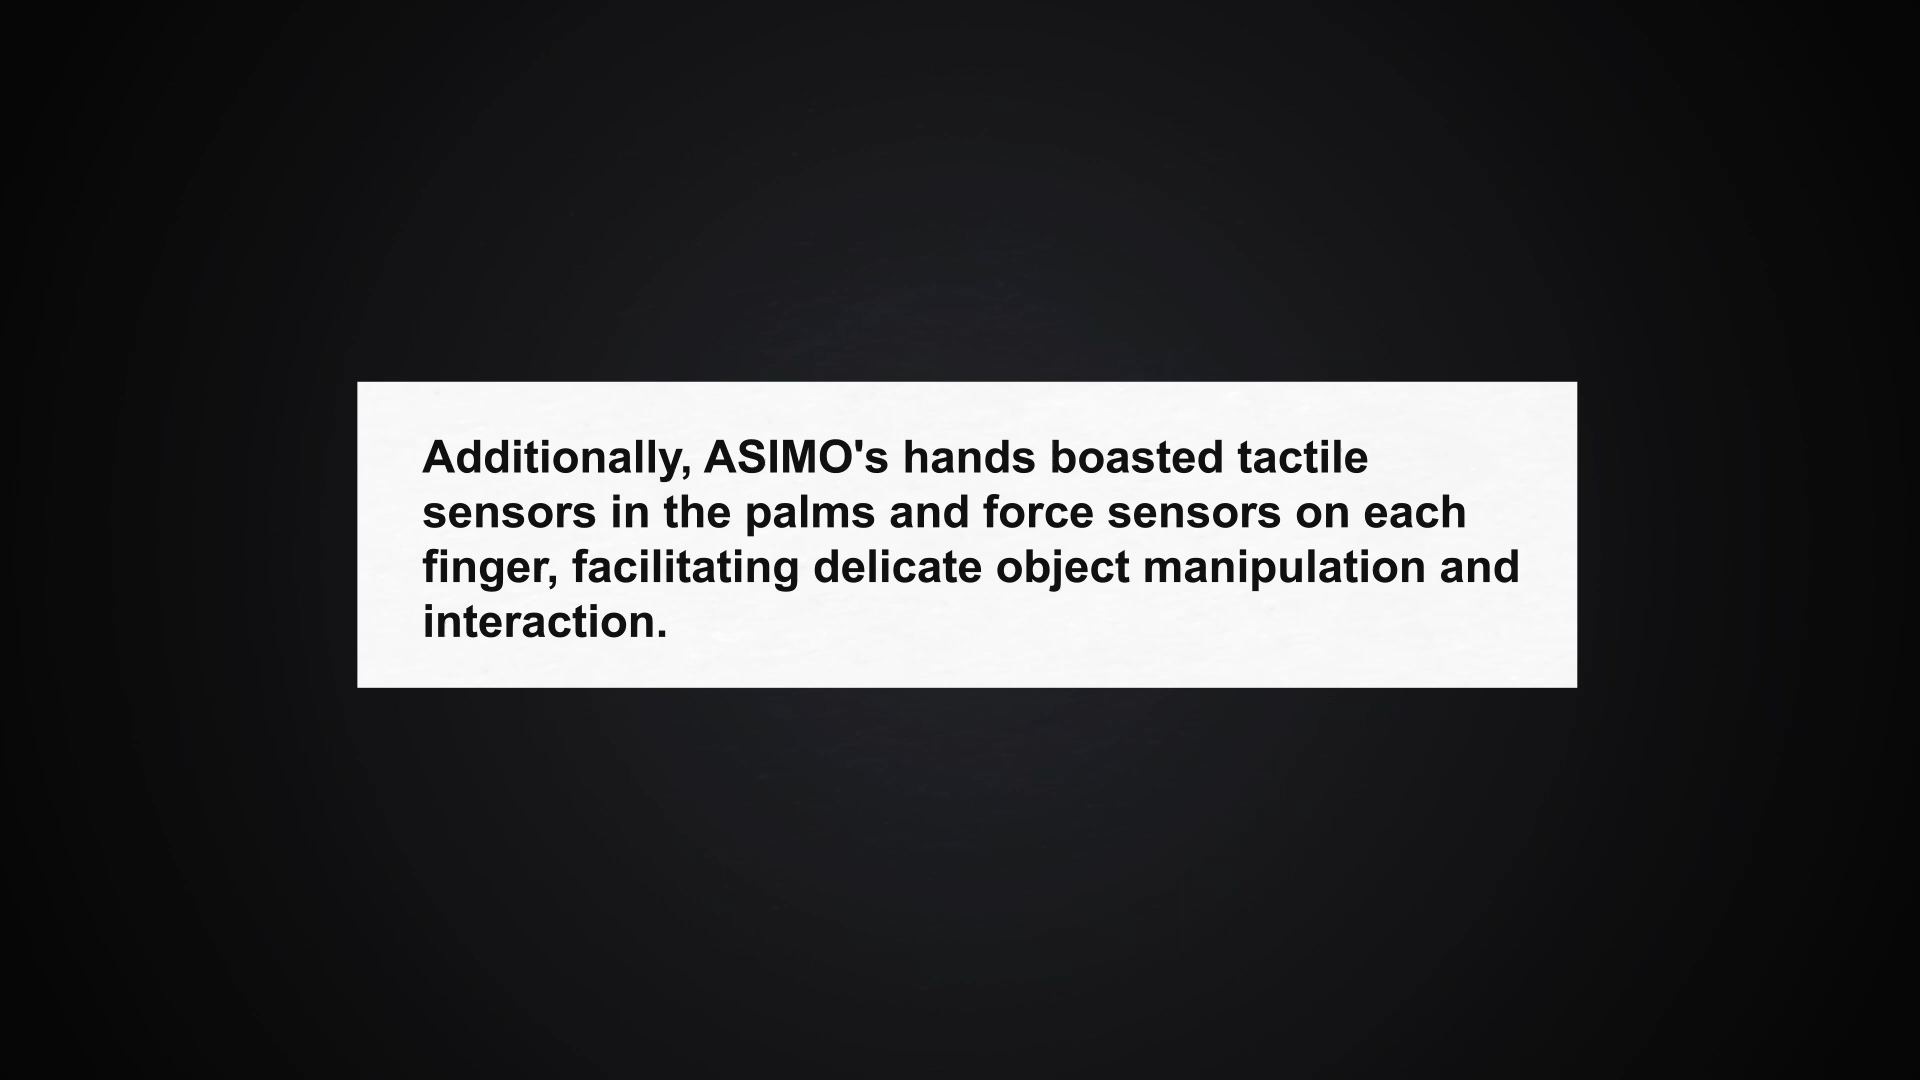 Additionally, ASIMO's hands boasted tactile
sensors in the palms and force sensors on each
finger, facilitating delicate object manipulation and
interaction.